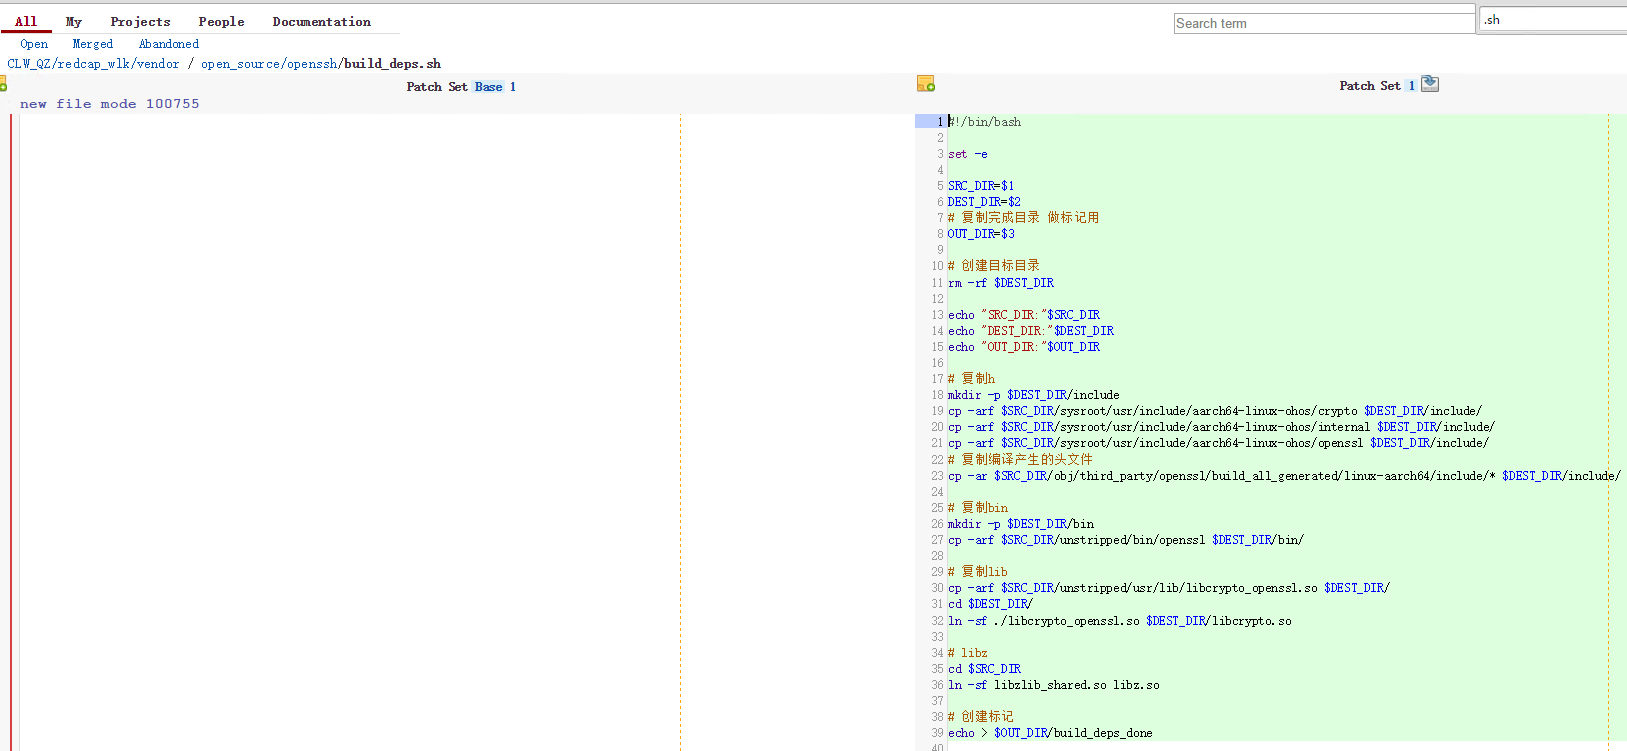 All My Projects People Documentation
Search term
.sh
Open Merged Abandoned
CLW_QZ/redcap_wlk/vendor / open_source/openssh/build_deps.sh
Patch Set Base 1
Patch Set 1
new file mode 100755
1 #!/bin/bash
2
3 set -e
4
5 SRC_DIR=$1
6 DEST_DIR=$2
7 # 复制完成目录 做标记用
8 OUT_DIR=$3
9
10 # 创建目标目录
11 rm -rf $DEST_DIR
12
13 echo "SRC_DIR:"$SRC_DIR
14 echo "DEST_DIR:"$DEST_DIR
15 echo "OUT_DIR:"$OUT_DIR
16
17 # 复制h
18 mkdir -p $DEST_DIR/include
19 cp -arf $SRC_DIR/sysroot/usr/include/aarch64-linux-ohos/crypto $DEST_DIR/include/
20 cp -arf $SRC_DIR/sysroot/usr/include/aarch64-linux-ohos/internal $DEST_DIR/include/
21 cp -arf $SRC_DIR/sysroot/usr/include/aarch64-linux-ohos/openssl $DEST_DIR/include/
22 # 复制编译产生的头文件
23 cp -ar $SRC_DIR/obj/third_party/openssl/build_all_generated/linux-aarch64/include/* $DEST_DIR/include/
24
25 # 复制bin
26 mkdir -p $DEST_DIR/bin
27 cp -arf $SRC_DIR/unstripped/bin/openssl $DEST_DIR/bin/
28
29 # 复制lib
30 cp -arf $SRC_DIR/unstripped/usr/lib/libcrypto_openssl.so $DEST_DIR/
31 cd $DEST_DIR/
32 ln -sf ./libcrypto_openssl.so $DEST_DIR/libcrypto.so
33
34 # libz
35 cd $SRC_DIR
36 ln -sf libzlib_shared.so libz.so
37
38 # 创建标记
39 echo > $OUT_DIR/build_deps_done
40